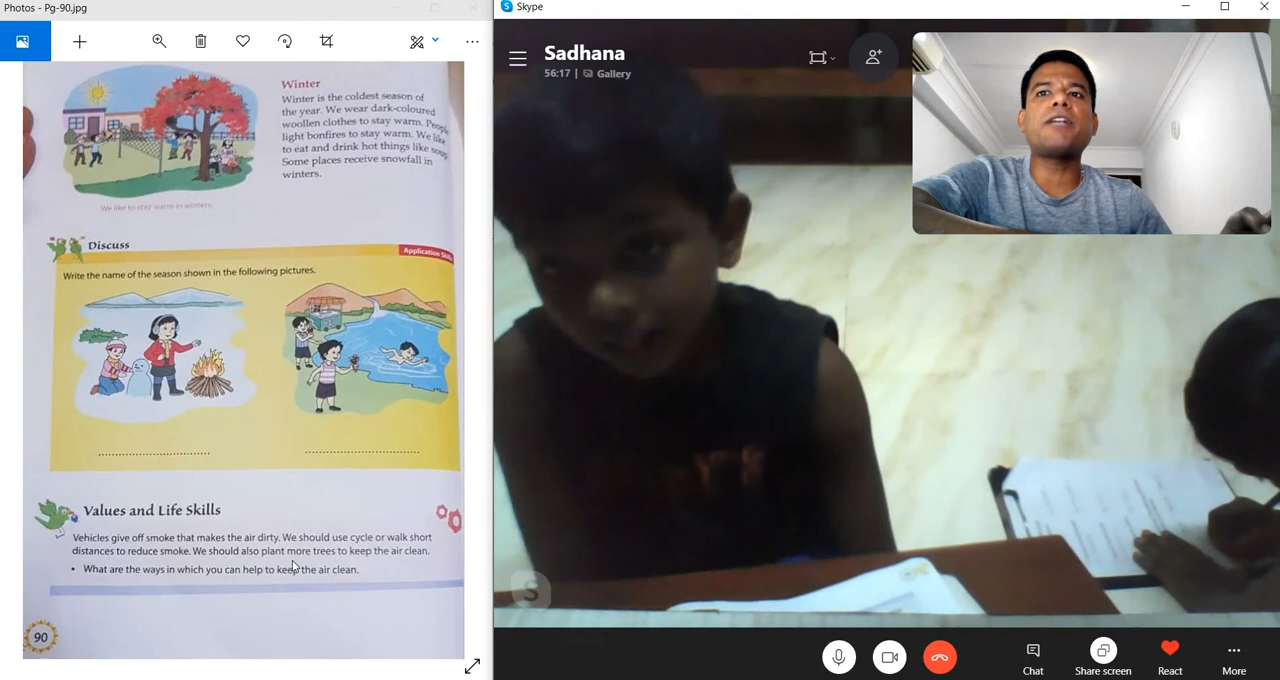 Photos - Pg-90.jpg
Winter
Winter is the coldest season of
the year. We wear dark-coloured
woollen clothes to stay warm. People
light bonfires to stay warm. We like
to eat and drink hot things like soup.
Some places receive snowfall in
winters.
We like to stay warm in winters.
Discuss
Application Skills
Write the name of the season shown in the following pictures.
Values and Life Skills
Vehicles give off smoke that makes the air dirty. We should use cycle or walk short
distances to reduce smoke. We should also plant more trees to keep the air clean.
• What are the ways in which you can help to keep the air clean.
90
Skype
Sadhana
56:17 | Gallery
Chat
Share screen
React
More